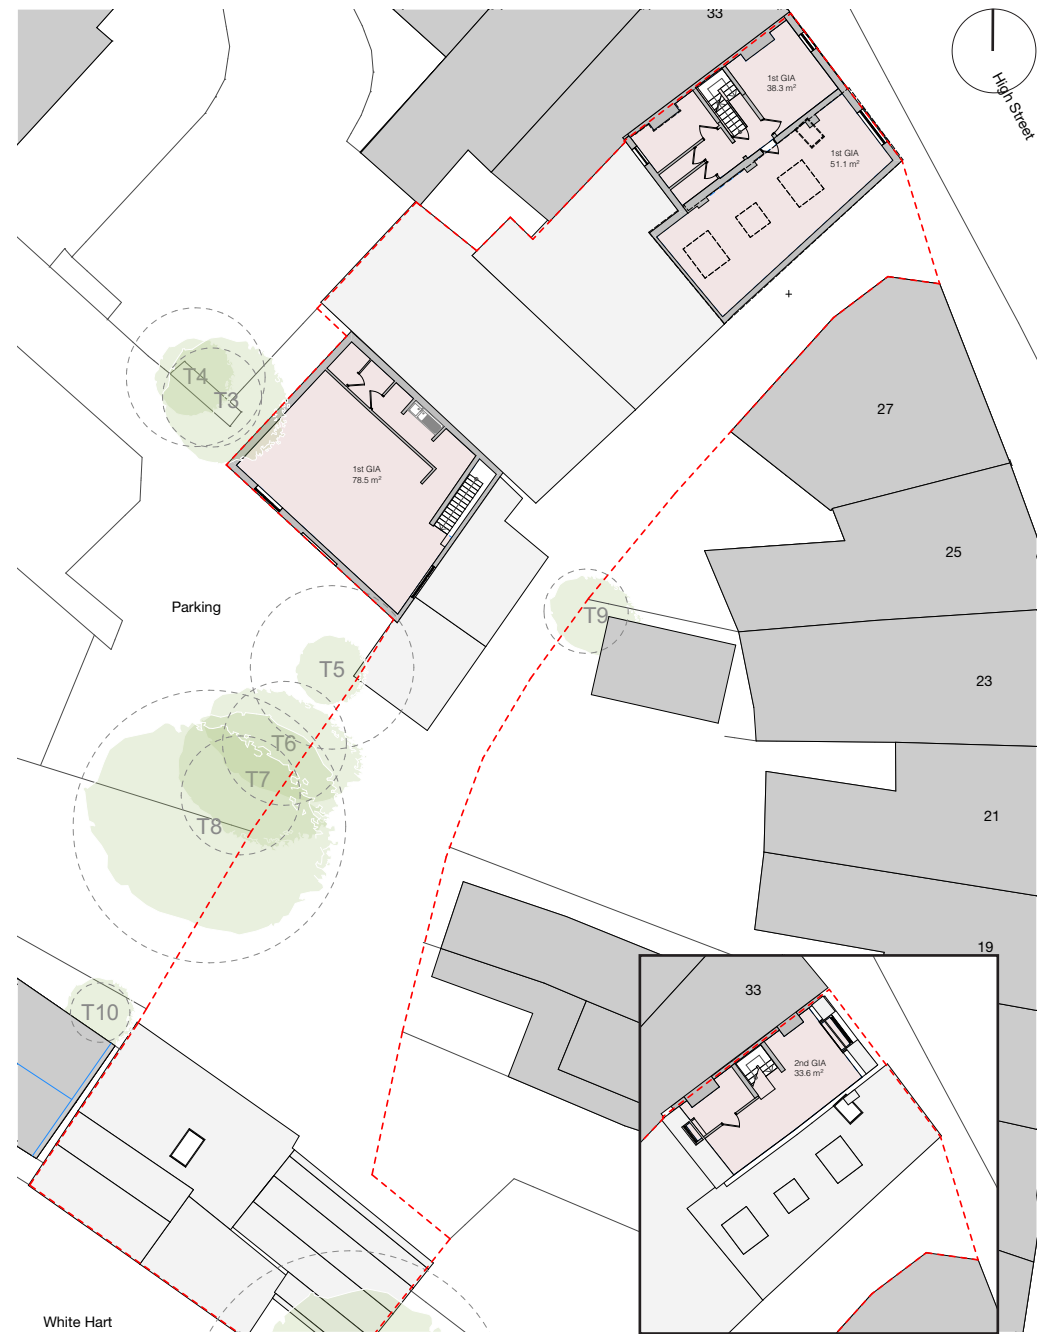 33
High Street
1st GIA
38.3 m²
1st GIA
51.1 m²
T4
T3
27
1st GIA
78.5 m²
25
Parking
T9
T5
23
T6
T7
T8
21
19
T10
33
2nd GIA
33.6 m²
White Hart